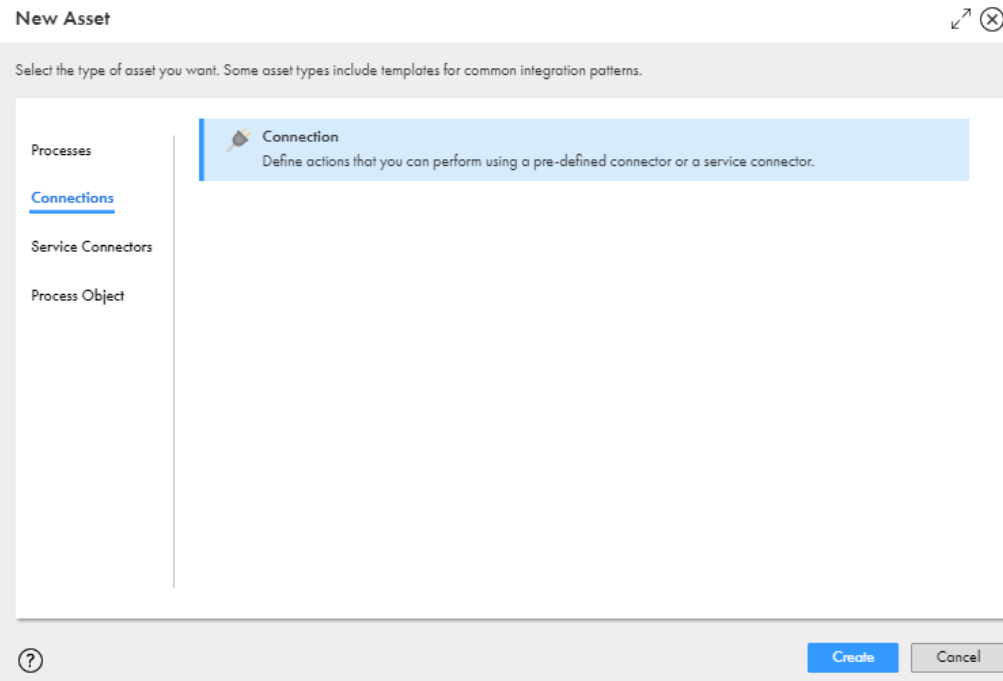 New Asset
Select the type of asset you want. Some asset types include templates for common integration patterns.
Processes
Connections
Service Connectors
Process Object
Connection
Define actions that you can perform using a pre-defined connector or a service connector.
?
Create
Cancel